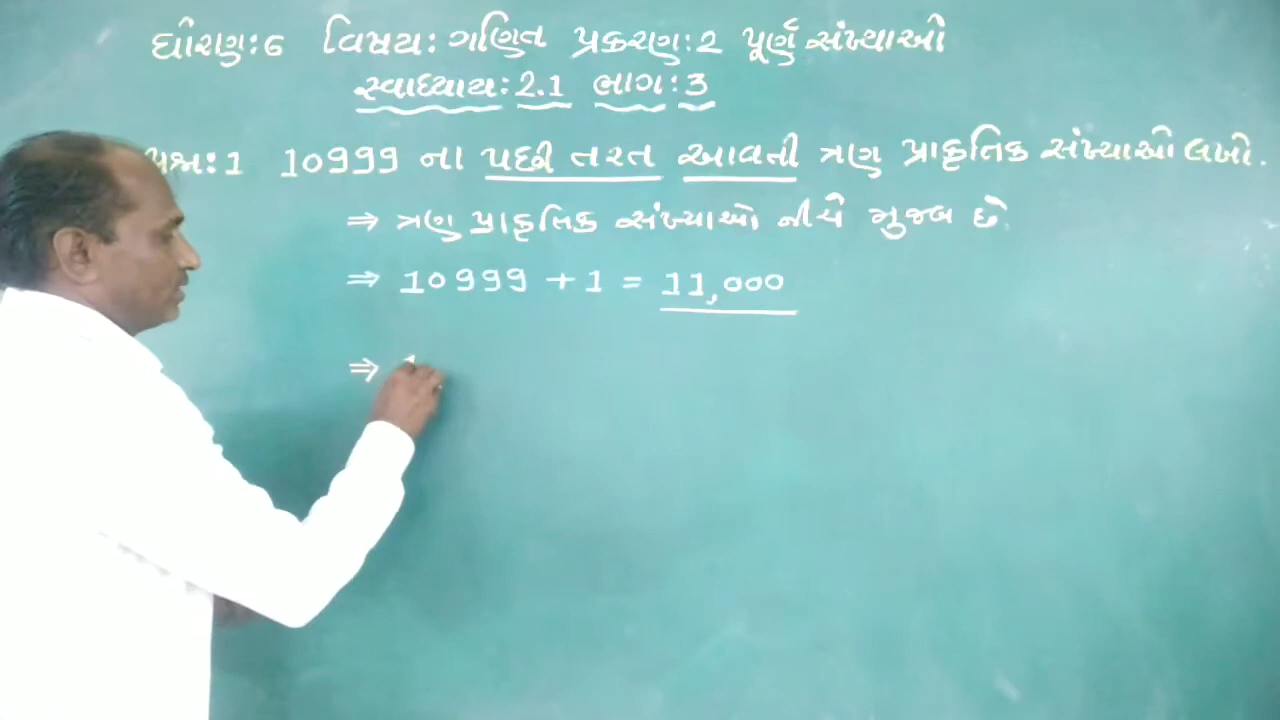 ધોરણ: 6 વિષય: ગણિત પ્રકરણ: 2 પૂર્ણ સંખ્યાઓ
સ્વાધ્યાય: 2.1 ભાગ: 3
પ્રશ્ન: 1 10999 ના પછી તરત આવતી ત્રણ પ્રાકૃતિક સંખ્યાઓ લખો.
⇒ ત્રણ પ્રાકૃતિક સંખ્યાઓ નીચે મુજબ છે.
⇒ 10999 + 1 = 11,000
⇒ 1